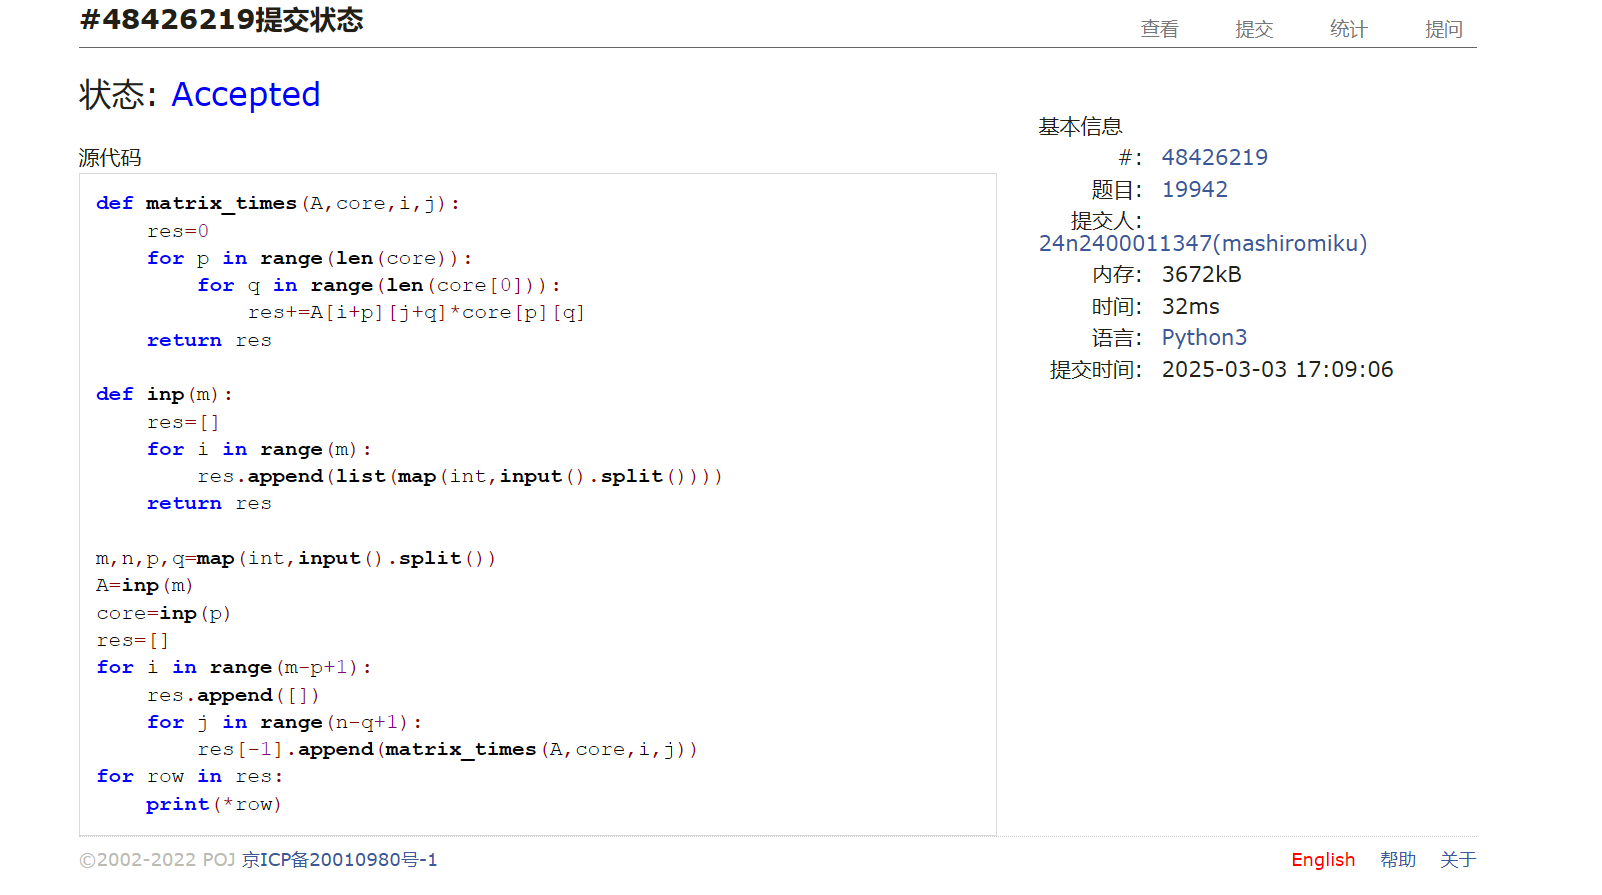 #48426219提交状态
查看 提交 统计 提问
状态: Accepted
源代码
def matrix_times(A,core,i,j):
    res=0
    for p in range(len(core)):
        for q in range(len(core[0])):
            res+=A[i+p][j+q]*core[p][q]
    return res

def inp(m):
    res=[]
    for i in range(m):
        res.append(list(map(int,input().split())))
    return res

m,n,p,q=map(int,input().split())
A=inp(m)
core=inp(p)
res=[]
for i in range(m-p+1):
    res.append([])
    for j in range(n-q+1):
        res[-1].append(matrix_times(A,core,i,j))
for row in res:
    print(*row)
基本信息
#: 48426219
题目: 19942
提交人:
24n2400011347(mashiromiku)
内存: 3672kB
时间: 32ms
语言: Python3
提交时间: 2025-03-03 17:09:06
©2002-2022 POJ 京ICP备20010980号-1
English 帮助 关于